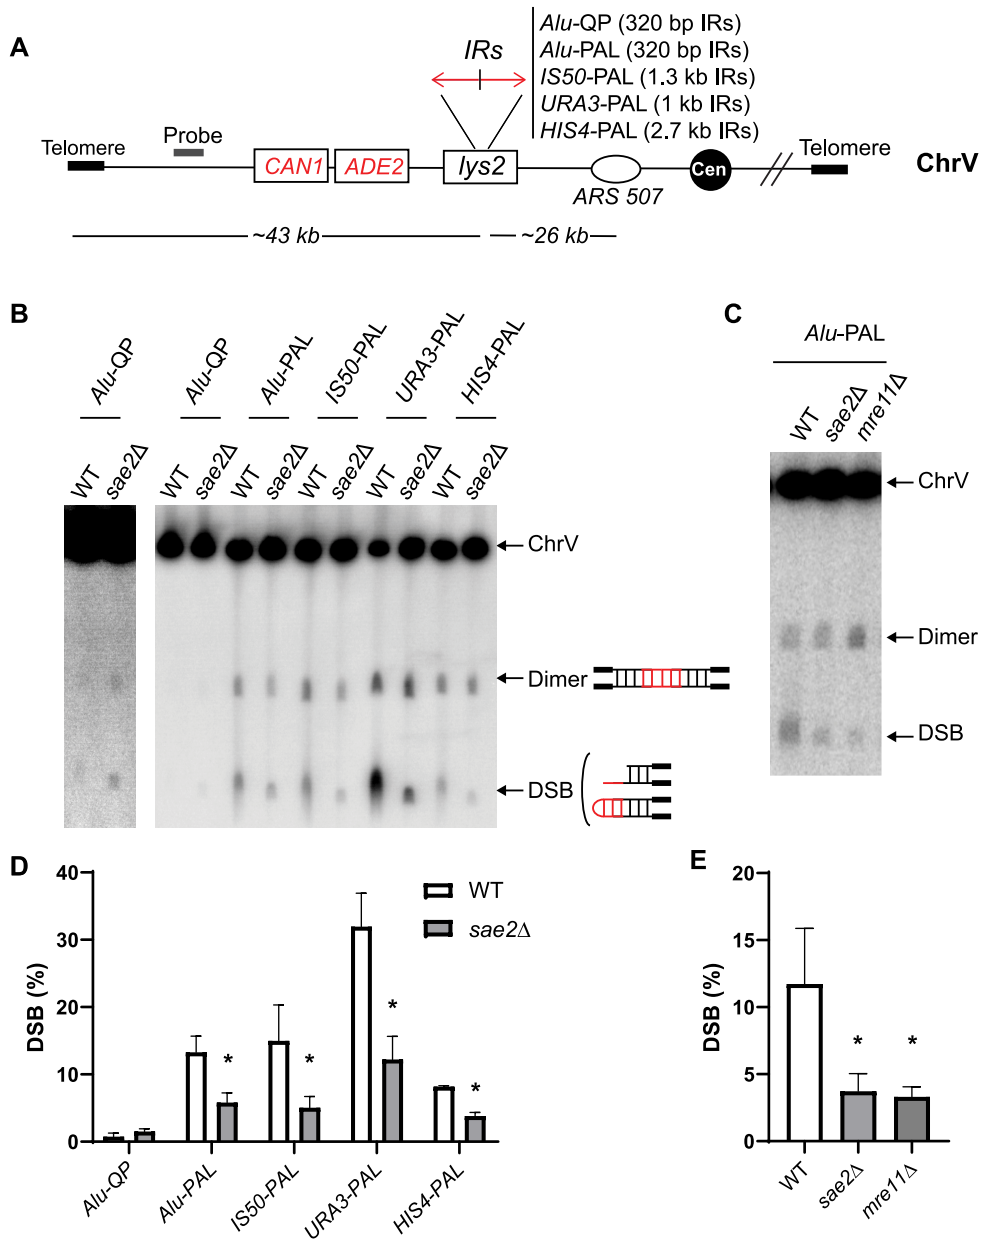 A
IRs
Alu-QP (320 bp IRs)
Alu-PAL (320 bp IRs)
IS50-PAL (1.3 kb IRs)
URA3-PAL (1 kb IRs)
HIS4-PAL (2.7 kb IRs)
Telomere
Probe
CAN1
ADE2
lys2
ARS 507
Cen
Telomere
ChrV
~43 kb
~26 kb
B
Alu-QP
Alu-QP
Alu-PAL
IS50-PAL
URA3-PAL
HIS4-PAL
WT
sae2Δ
WT
sae2Δ
WT
sae2Δ
WT
sae2Δ
WT
sae2Δ
WT
sae2Δ
ChrV
Dimer
DSB
C
Alu-PAL
WT
sae2Δ
mre11Δ
ChrV
Dimer
DSB
D
DSB (%)
40
30
20
10
0
WT
sae2Δ
*
*
*
*
Alu-QP
Alu-PAL
IS50-PAL
URA3-PAL
HIS4-PAL
E
DSB (%)
20
15
10
5
0
*
*
WT
sae2Δ
mre11Δ